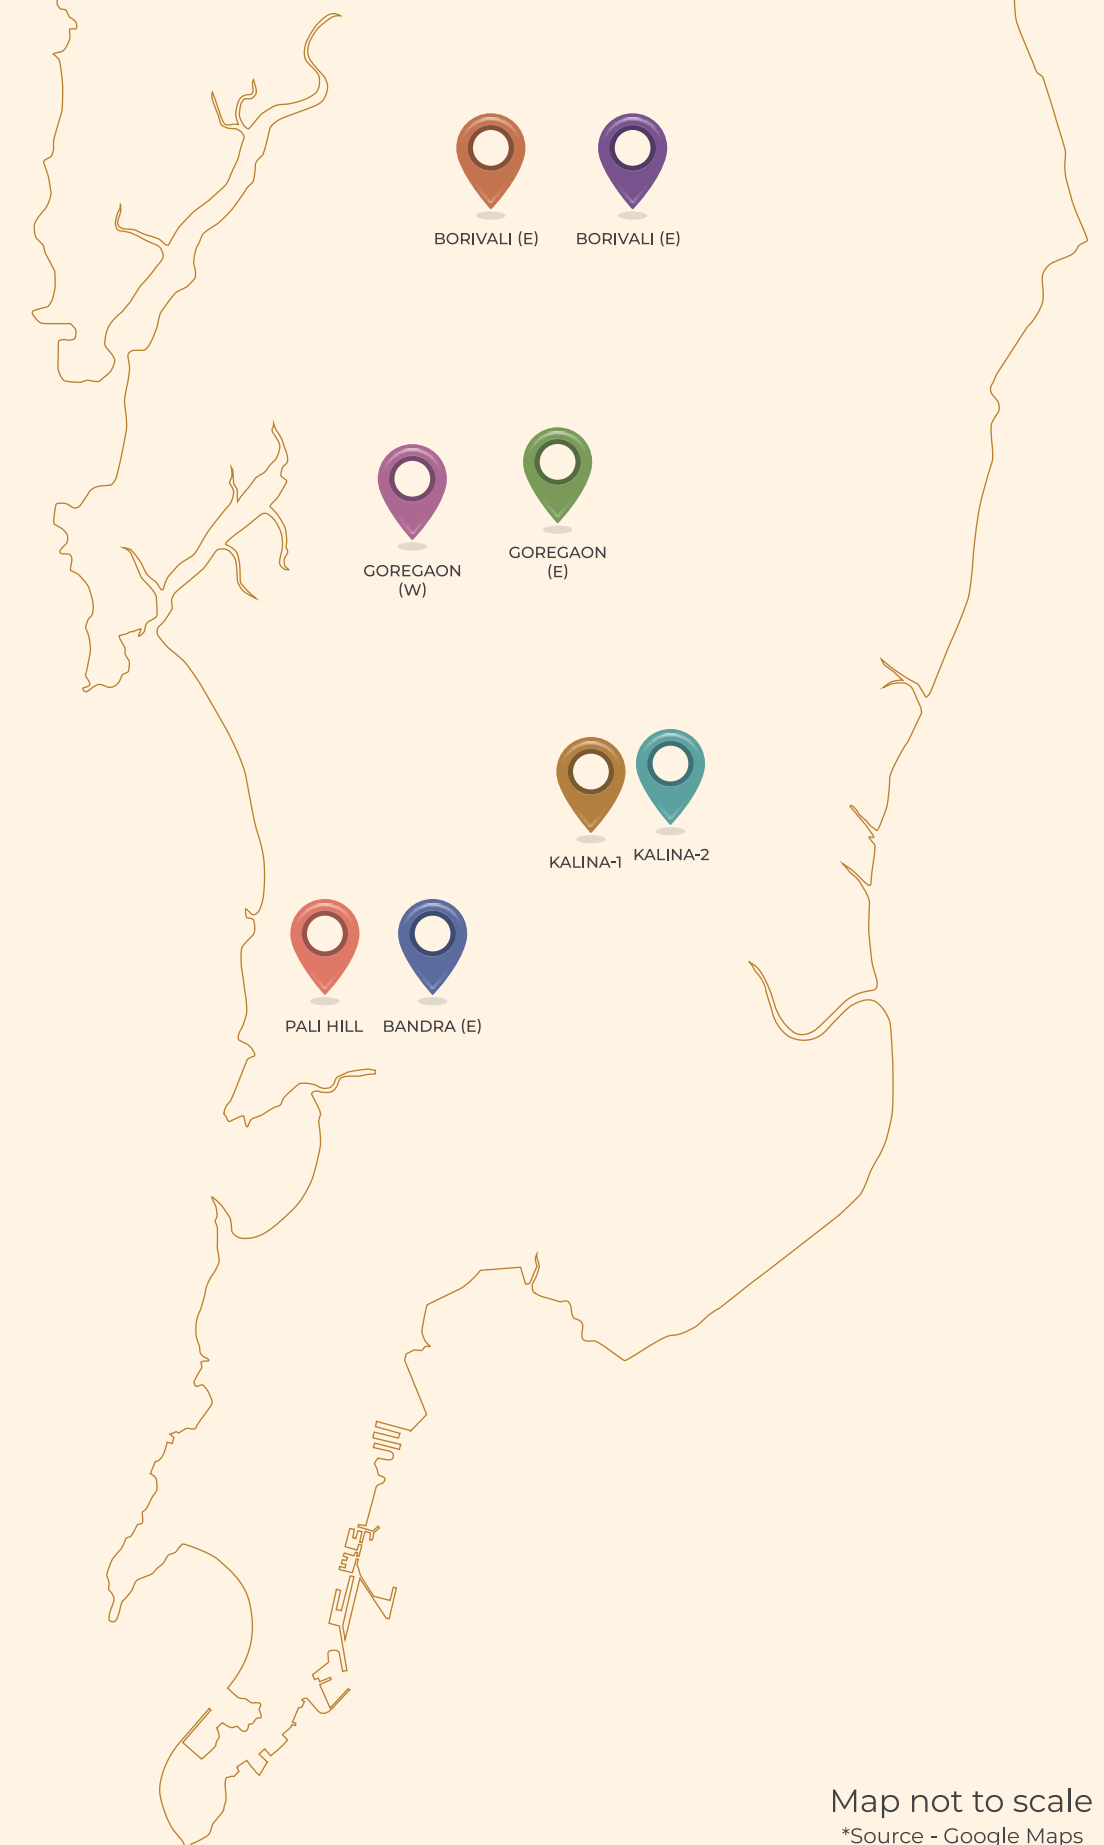 BORIVALI (E)
BORIVALI (E)
GOREGAON
(W)
GOREGAON
(E)
KALINA-1
KALINA-2
PALI HILL
BANDRA (E)
Map not to scale
*Source - Google Maps